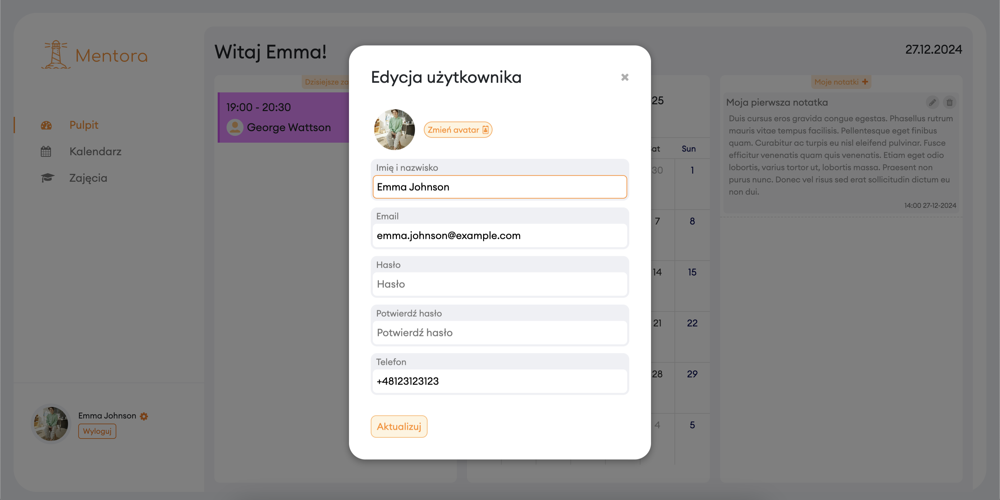 Mentora
Pulpit
Kalendarz
Zajęcia
Emma Johnson
Wyloguj
Witaj Emma!
27.12.2024
Dzisiejsze
19:00 - 20:30
George Wattson
Edycja użytkownika
Zmień avatar
Imię i nazwisko
Emma Johnson
Email
emma.johnson@example.com
Hasło
Hasło
Potwierdź hasło
Potwierdź hasło
Telefon
+48123123123
Aktualizuj
25
at Sun
30 1
7 8
14 15
21 22
28 29
4 5
Moje notatki
Moja pierwsza notatka
Duis cursus eros gravida congue egestas. Phasellus rutrum
mauris vitae tempus facilisis. Pellentesque eget finibus
quam. Curabitur ac turpis eu nisl eleifend pulvinar. Fusce
efficitur venenatis quam quis venenatis. Etiam eget odio
lobortis, varius tortor ut, lobortis massa. Praesent non
purus nunc. Donec vel risus sed erat sollicitudin dictum eu
non dui.
14:00 27-12-2024